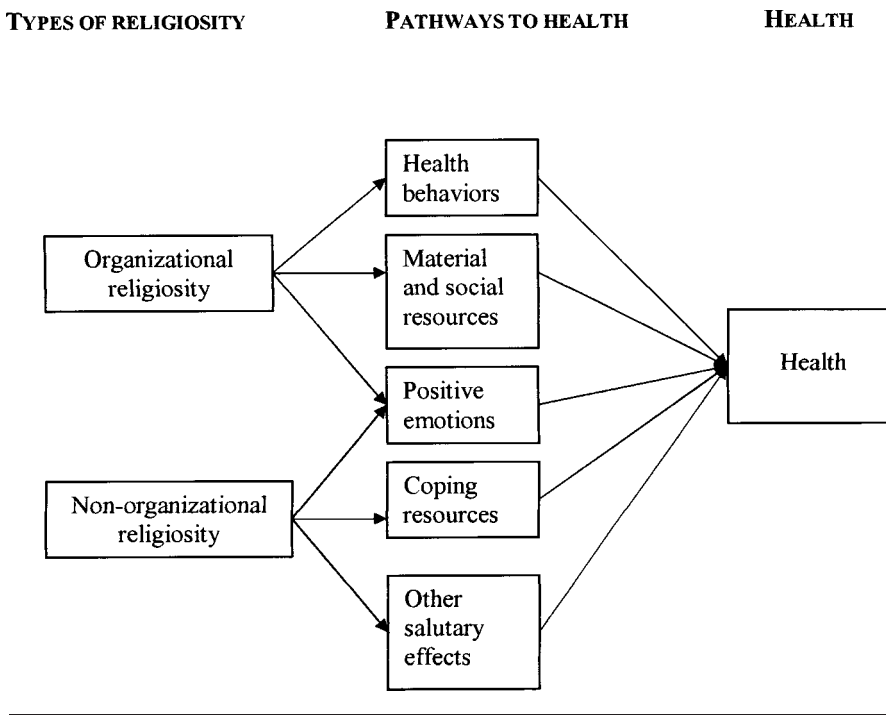 TYPES OF RELIGIOSITY
PATHWAYS TO HEALTH
HEALTH
Health
behaviors
Organizational
religiosity
Material
and social
resources
Health
Positive
emotions
Non-organizational
religiosity
Coping
resources
Other
salutary
effects